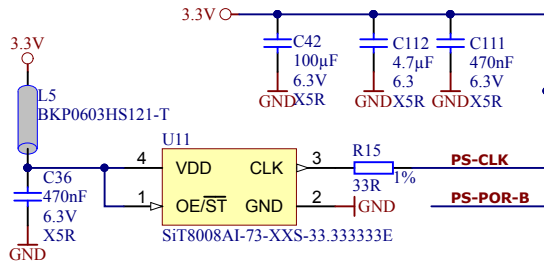 3.3V
3.3V
C42
100µF
6.3V
X5R
GND
C112
4.7µF
6.3
X5R
GND
C111
470nF
6.3V
X5R
GND
L5
BKP0603HS121-T
U11
4 VDD CLK 3
1 OE/ST GND 2
SiT8008AI-73-XXS-33.333333E
R15
33R
1%
PS-CLK
GND
PS-POR-B
C36
470nF
6.3V
X5R
GND